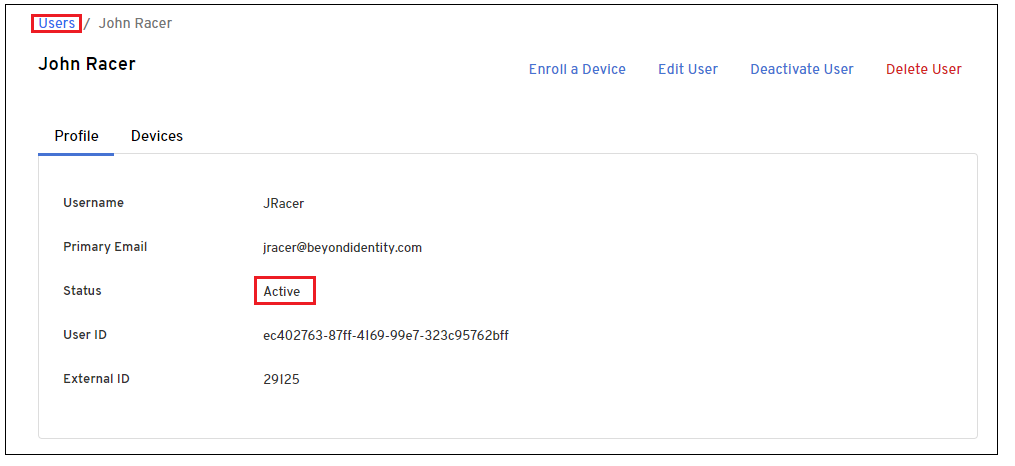 Users / John Racer
John Racer
Enroll a Device Edit User Deactivate User Delete User
Profile Devices
Username JRacer
Primary Email jracer@beyondidentity.com
Status Active
User ID ec402763-87ff-4169-99e7-323c95762bff
External ID 29125